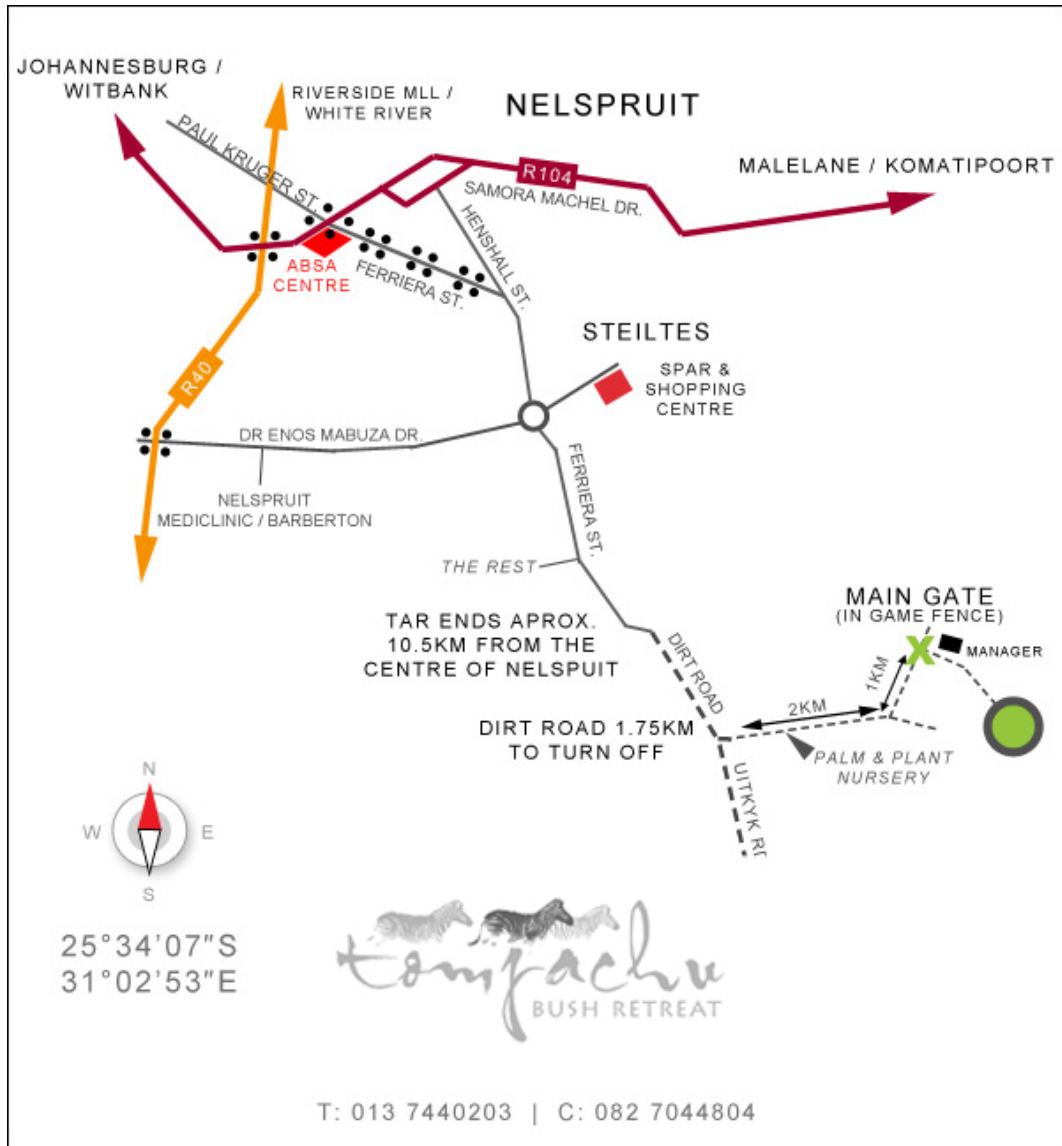 JOHANNESBURG /
WITBANK
RIVERSIDE MLL /
WHITE RIVER
NELSPRUIT
PAUL KRUGER ST.
R104
SAMORA MACHEL DR.
MALELANE / KOMATIPOORT
HENSHALL ST.
ABSA
CENTRE
FERRIERA ST.
STEILTES
R40
SPAR &
SHOPPING
CENTRE
DR ENOS MABUZA DR.
NELSPRUIT
MEDICLINIC / BARBERTON
FERRIERA ST.
THE REST
MAIN GATE
(IN GAME FENCE)
TAR ENDS APROX.
10.5KM FROM THE
CENTRE OF NELSPUIT
MANAGER
DIRT ROAD
1KM
2KM
DIRT ROAD 1.75KM
TO TURN OFF
PALM & PLANT
NURSERY
UITKYK
N
W
E
S
25°34'07"S
31°02'53"E
tomjachu
BUSH RETREAT
T: 013 7440203 | C: 082 7044804